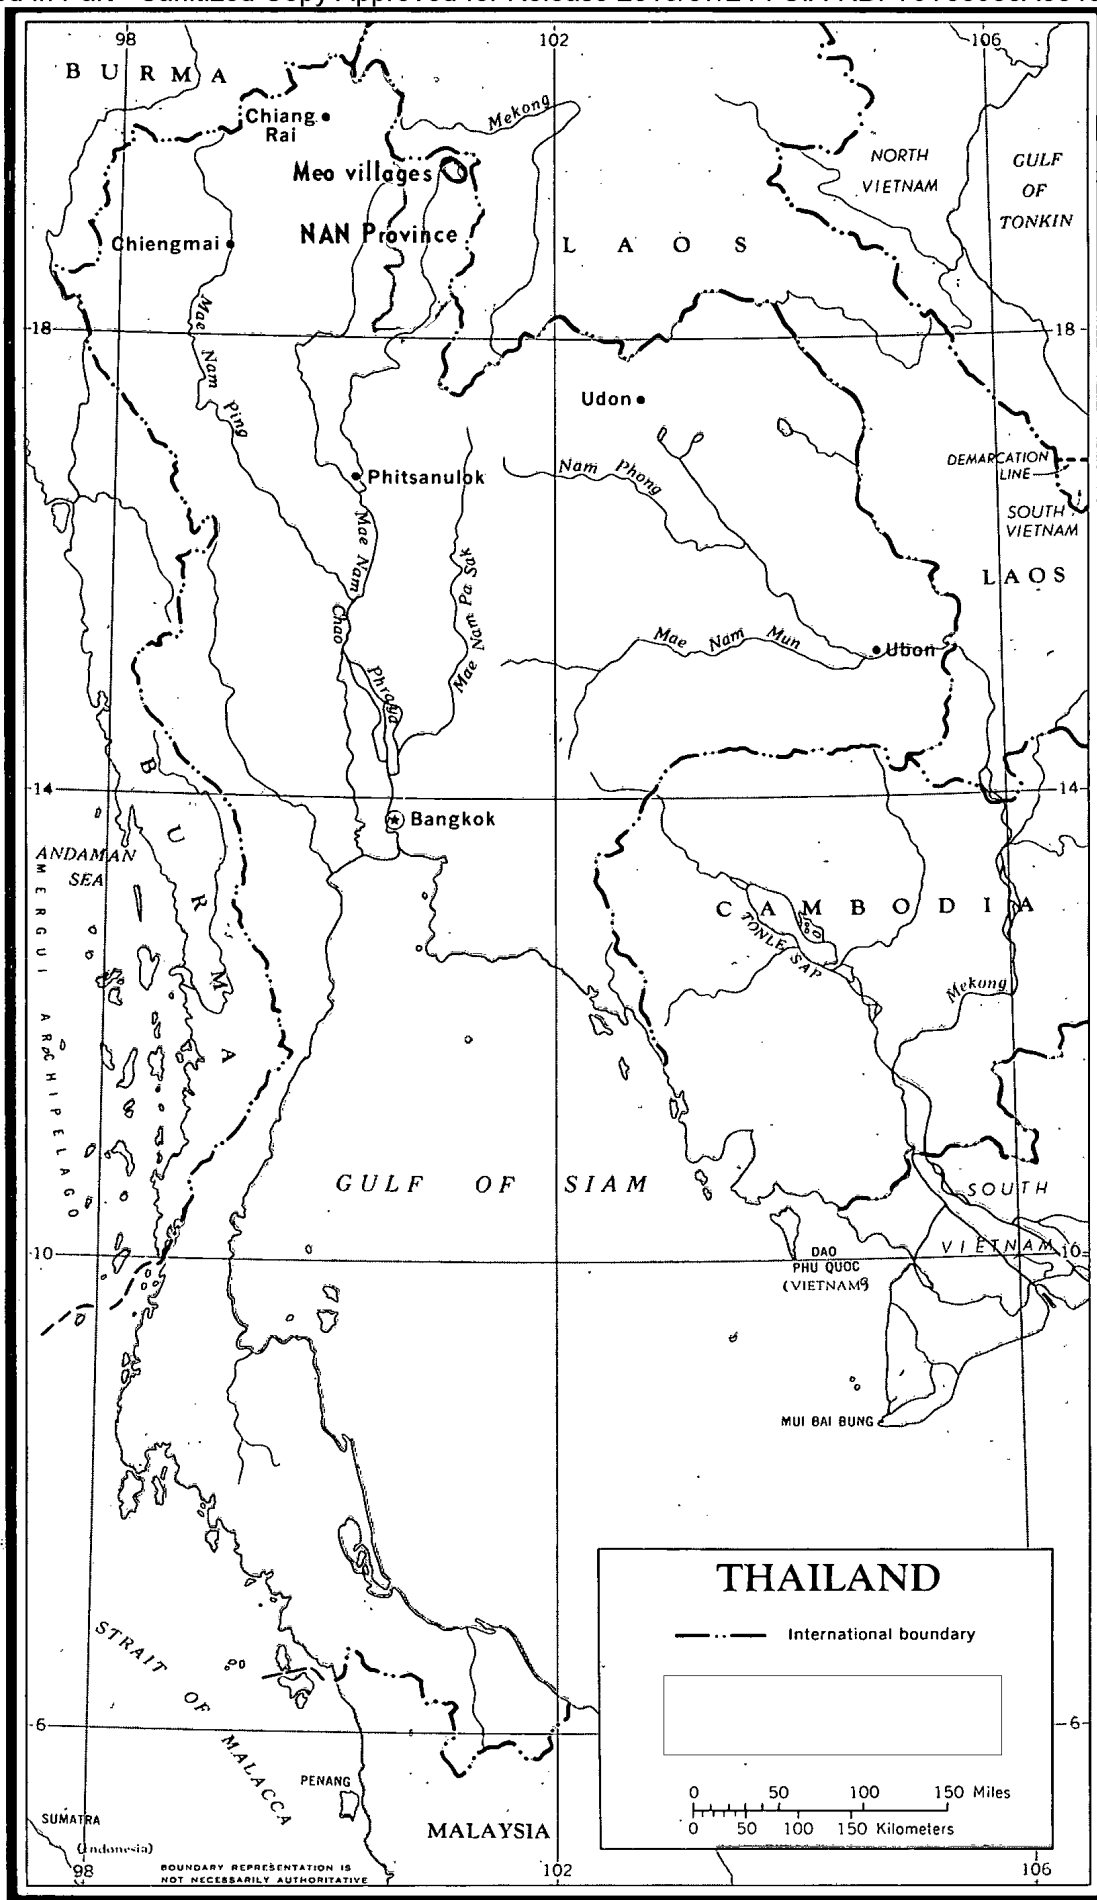 98
102
106
BURMA
Chiang
Rai
Mekong
Meo villages
NORTH
VIETNAM
GULF
OF
TONKIN
NAN Province
Chiengmai
LAOS
18
18
Mae Nam Ping
Udon
Phitsanulok
Nam Phong
DEMARCATION
LINE
SOUTH
VIETNAM
LAOS
Mae Nam
Chao
Phraya
Mae Nam Pa Sak
Mae Nam Mun
Ubon
14
14
BURMA
Bangkok
ANDAMAN
SEA
MERGUI ARCHIPELAGO
CAMBODIA
TONLE SAP
Mekong
GULF OF SIAM
SOUTH
VIETNAM
10
10
DAO
PHU QUOC
(VIETNAM)
MUI BAI BUNG
THAILAND
International boundary
STRAIT OF MALACCA
6
6
PENANG
0 50 100 150 Miles
0 50 100 150 Kilometers
SUMATRA
(Indonesia)
MALAYSIA
98
BOUNDARY REPRESENTATION IS
NOT NECESSARILY AUTHORITATIVE
102
106